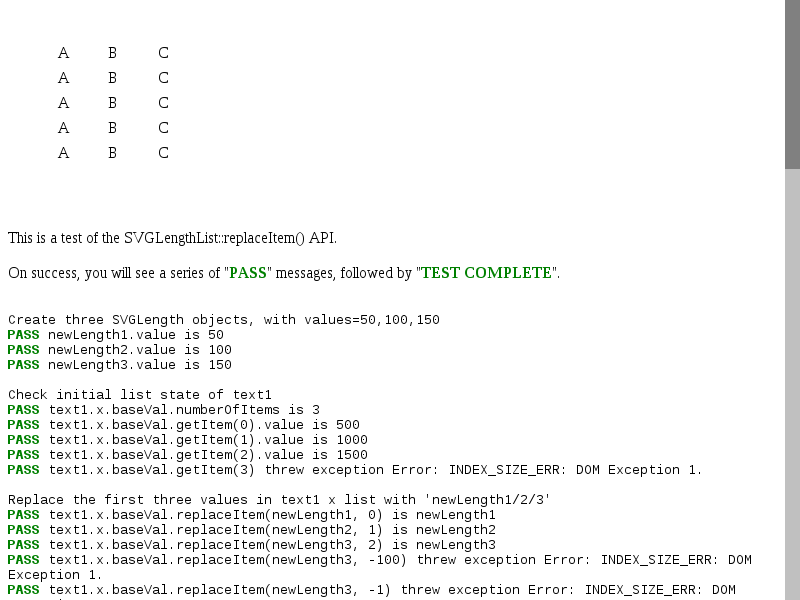 A B C
A B C
A B C
A B C
A B C
This is a test of the SVGLengthList::replaceItem() API.
On success, you will see a series of "PASS" messages, followed by "TEST COMPLETE".
Create three SVGLength objects, with values=50,100,150
PASS newLength1.value is 50
PASS newLength2.value is 100
PASS newLength3.value is 150
Check initial list state of text1
PASS text1.x.baseVal.numberOfItems is 3
PASS text1.x.baseVal.getItem(0).value is 500
PASS text1.x.baseVal.getItem(1).value is 1000
PASS text1.x.baseVal.getItem(2).value is 1500
PASS text1.x.baseVal.getItem(3) threw exception Error: INDEX_SIZE_ERR: DOM Exception 1.
Replace the first three values in text1 x list with 'newLength1/2/3'
PASS text1.x.baseVal.replaceItem(newLength1, 0) is newLength1
PASS text1.x.baseVal.replaceItem(newLength2, 1) is newLength2
PASS text1.x.baseVal.replaceItem(newLength3, 2) is newLength3
PASS text1.x.baseVal.replaceItem(newLength3, -100) threw exception Error: INDEX_SIZE_ERR: DOM
Exception 1.
PASS text1.x.baseVal.replaceItem(newLength3, -1) threw exception Error: INDEX_SIZE_ERR: DOM